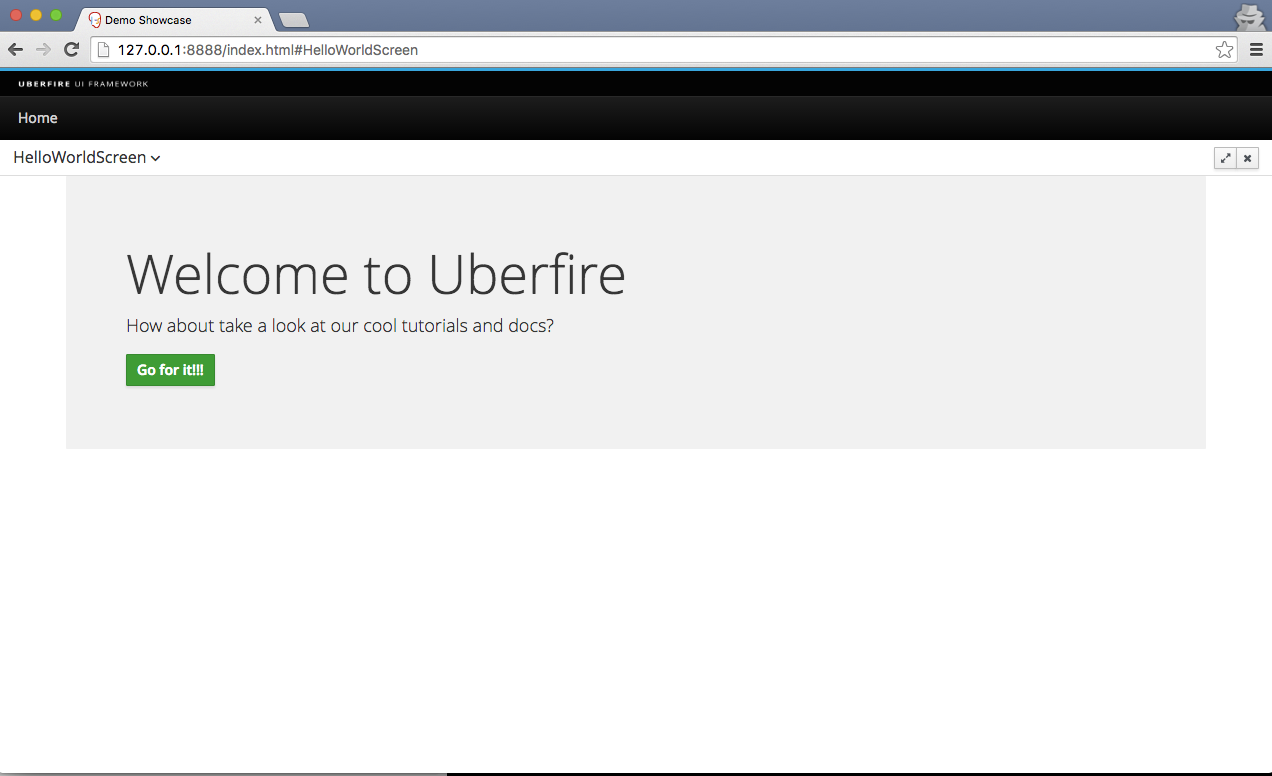 Demo Showcase
127.0.0.1:8888/index.html#HelloWorldScreen
UBERFIRE UI FRAMEWORK
Home
HelloWorldScreen
Welcome to Uberfire
How about take a look at our cool tutorials and docs?
Go for it!!!